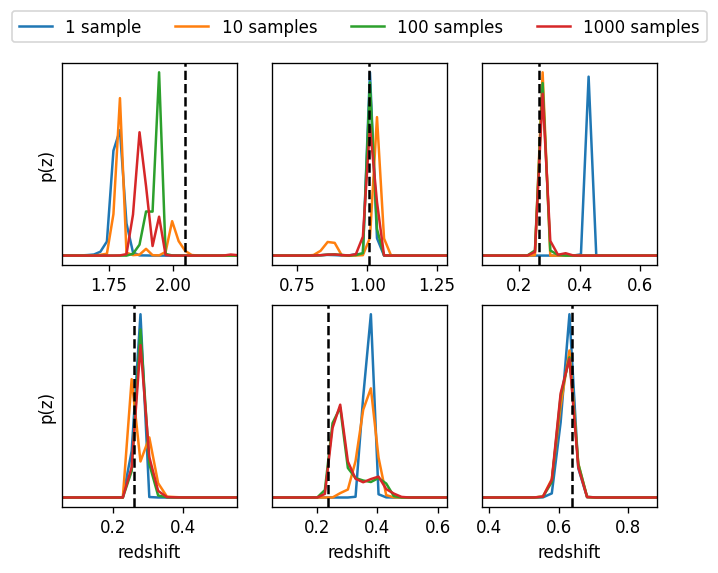 1 sample 10 samples 100 samples 1000 samples
p(z)
1.75 2.00
0.75 1.00 1.25
0.2 0.4 0.6
p(z)
0.2 0.4
0.2 0.4 0.6
0.4 0.6 0.8
redshift redshift redshift